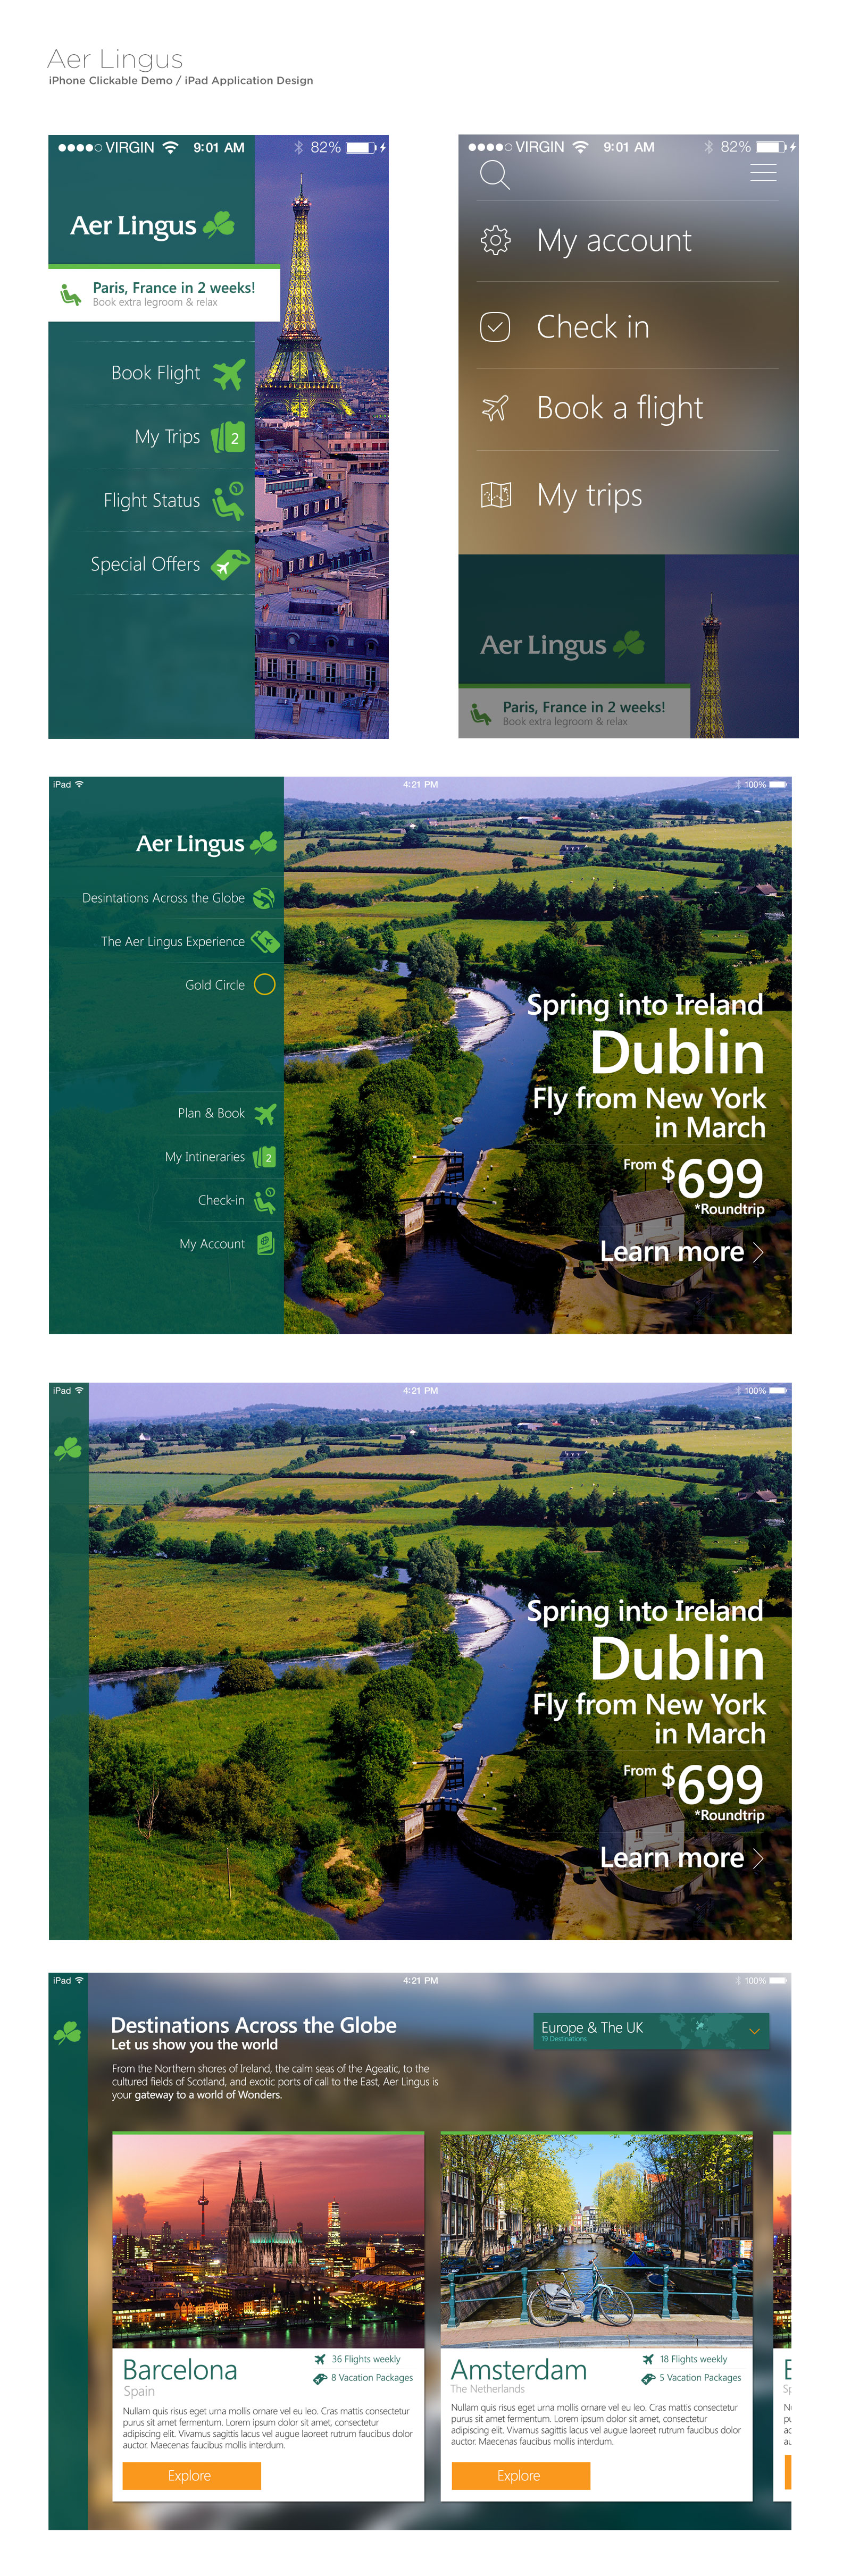 Aer Lingus
iPhone Clickable Demo / iPad Application Design
VIRGIN 9:01 AM 82%
Aer Lingus
Paris, France in 2 weeks!
Book extra legroom & relax
Book Flight
My Trips 2
Flight Status
Special Offers
VIRGIN 9:01 AM 82%
My account
Check in
Book a flight
My trips
Aer Lingus
Paris, France in 2 weeks!
Book extra legroom & relax
iPad 4:21 PM 100%
Aer Lingus
Desintations Across the Globe
The Aer Lingus Experience
Gold Circle
Plan & Book
My Intineraries 2
Check-in
My Account
Spring into Ireland
Dublin
Fly from New York
in March
From $699
*Roundtrip
Learn more
iPad 4:21 PM 100%
Spring into Ireland
Dublin
Fly from New York
in March
From $699
*Roundtrip
Learn more
iPad 4:21 PM 100%
Destinations Across the Globe
Let us show you the world
From the Northern shores of Ireland, the calm seas of the Ageatic, to the
cultured fields of Scotland, and exotic ports of call to the East, Aer Lingus is
your gateway to a world of Wonders.
Europe & The UK
19 Destinations
Barcelona
Spain
36 Flights weekly
8 Vacation Packages
Nullam quis risus eget urna mollis ornare vel eu leo. Cras mattis consectetur
purus sit amet fermentum. Lorem ipsum dolor sit amet, consectetur
adipiscing elit. Vivamus sagittis lacus vel augue laoreet rutrum faucibus dolor
auctor. Maecenas faucibus mollis interdum.
Explore
Amsterdam
The Netherlands
18 Flights weekly
5 Vacation Packages
Nullam quis risus eget urna mollis ornare vel eu leo. Cras mattis consectetur
purus sit amet fermentum. Lorem ipsum dolor sit amet, consectetur
adipiscing elit. Vivamus sagittis lacus vel augue laoreet rutrum faucibus dolor
auctor. Maecenas faucibus mollis interdum.
Explore